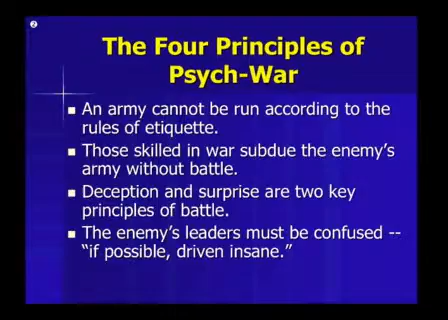 2
The Four Principles of
Psych-War
An army cannot be run according to the
rules of etiquette.
Those skilled in war subdue the enemy's
army without battle.
Deception and surprise are two key
principles of battle.
The enemy's leaders must be confused --
“if possible, driven insane.”